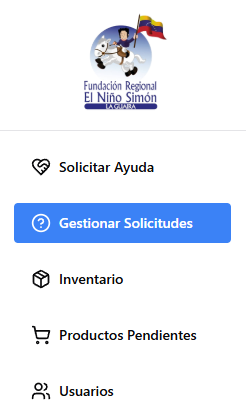 Fundación Regional
El Niño Simón
LA GUAIRA
Solicitar Ayuda
Gestionar Solicitudes
Inventario
Productos Pendientes
Usuarios